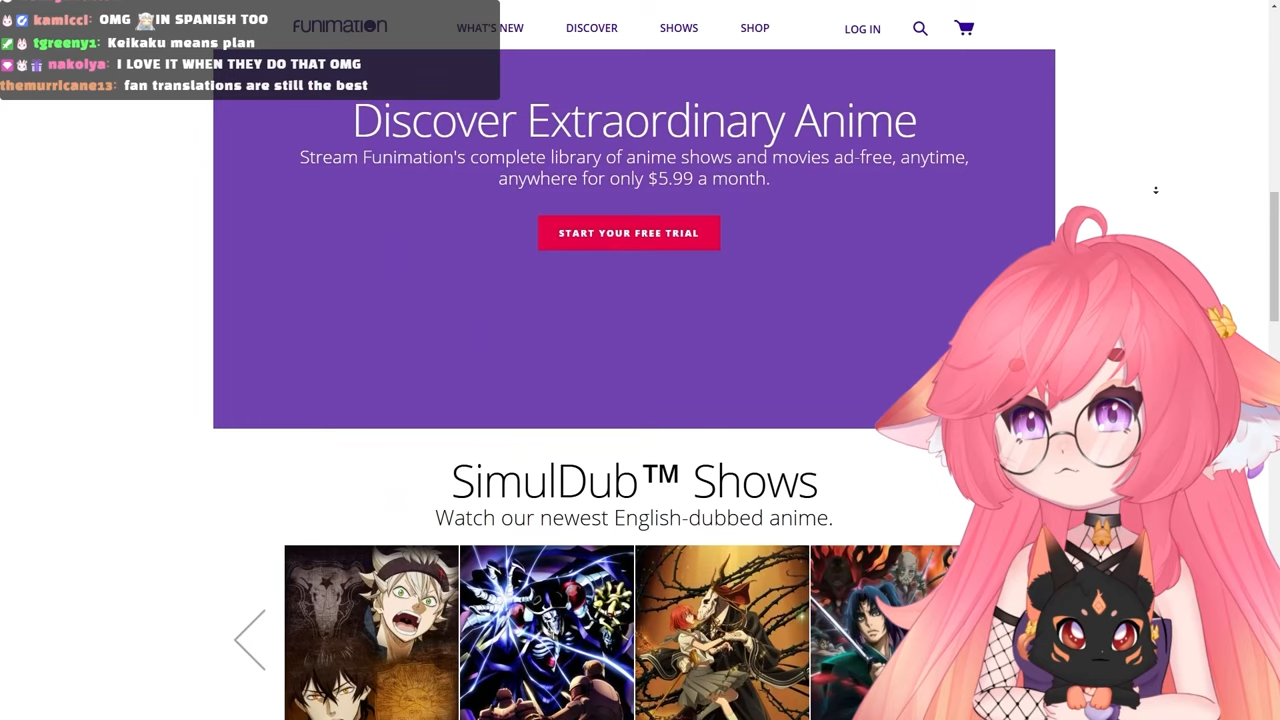 kamicci: OMG IN SPANISH TOO
tgreeny1: Keikaku means plan
nakolya: I LOVE IT WHEN THEY DO THAT OMG
themurricane13: fan translations are still the best
FUNIMATION
WHAT'S NEW
DISCOVER
SHOWS
SHOP
LOG IN
Discover Extraordinary Anime
Stream Funimation's complete library of anime shows and movies ad-free, anytime,
anywhere for only $5.99 a month.
START YOUR FREE TRIAL
SimulDub™ Shows
Watch our newest English-dubbed anime.